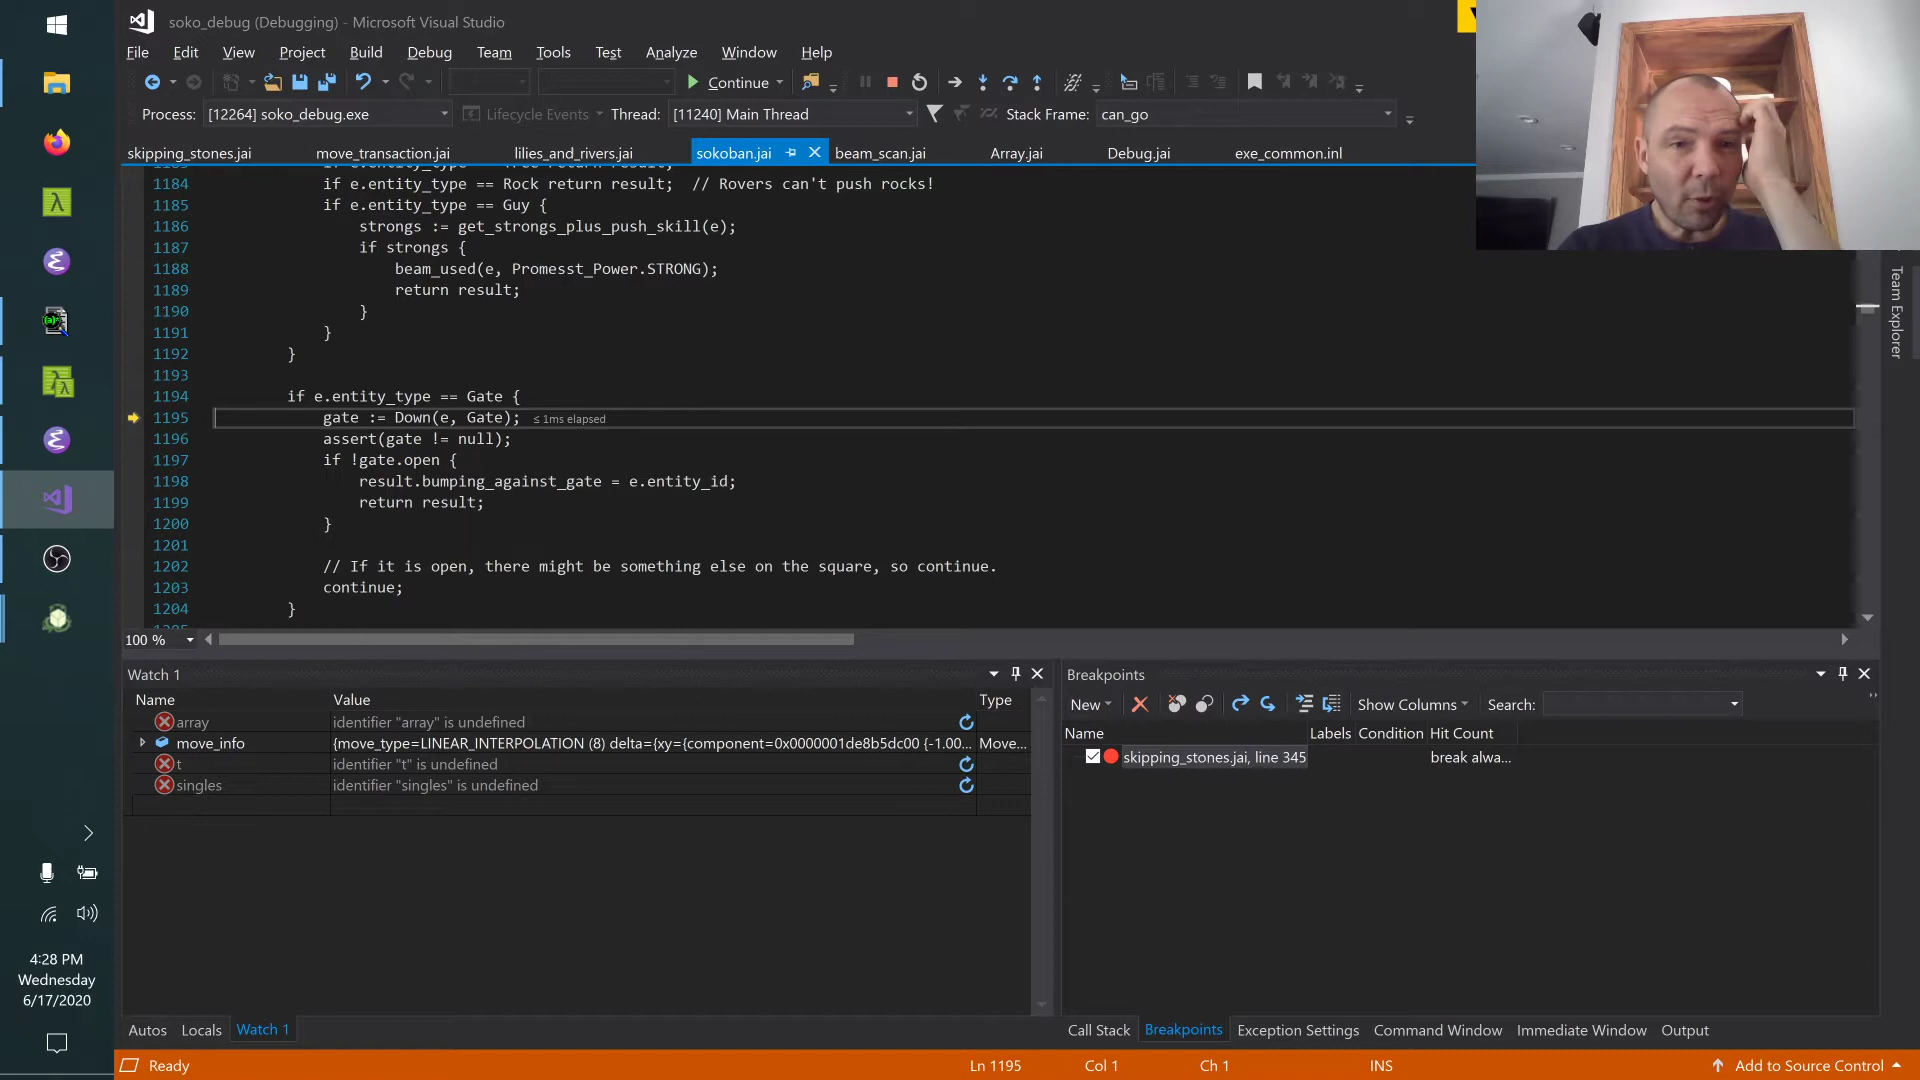 soko_debug (Debugging) - Microsoft Visual Studio
File Edit View Project Build Debug Team Tools Test Analyze Window Help
Continue
Process: [12264] soko_debug.exe Lifecycle Events Thread: [11240] Main Thread Stack Frame: can_go
skipping_stones.jai move_transaction.jai lilies_and_rivers.jai sokoban.jai beam_scan.jai Array.jai Debug.jai exe_common.inl
1184 if e.entity_type == Rock return result; // Rovers can't push rocks!
1185 if e.entity_type == Guy {
1186 strongs := get_strongs_plus_push_skill(e);
1187 if strongs {
1188 beam_used(e, Promesst_Power.STRONG);
1189 return result;
1190 }
1191 }
1192 }
1193
1194 if e.entity_type == Gate {
1195 gate := Down(e, Gate); ≤ 1ms elapsed
1196 assert(gate != null);
1197 if !gate.open {
1198 result.bumping_against_gate = e.entity_id;
1199 return result;
1200 }
1201
1202 // If it is open, there might be something else on the square, so continue.
1203 continue;
1204 }
100 %
Team Explorer
Watch 1
Name Value Type
array identifier "array" is undefined
move_info {move_type=LINEAR_INTERPOLATION (8) delta={xy={component=0x0000001de8b5dc00 {-1.00... Move...
t identifier "t" is undefined
singles identifier "singles" is undefined
Autos Locals Watch 1
Breakpoints
New Show Columns Search:
Name Labels Condition Hit Count
skipping_stones.jai, line 345 break alwa...
Call Stack Breakpoints Exception Settings Command Window Immediate Window Output
4:28 PM
Wednesday
6/17/2020
Ready Ln 1195 Col 1 Ch 1 INS Add to Source Control